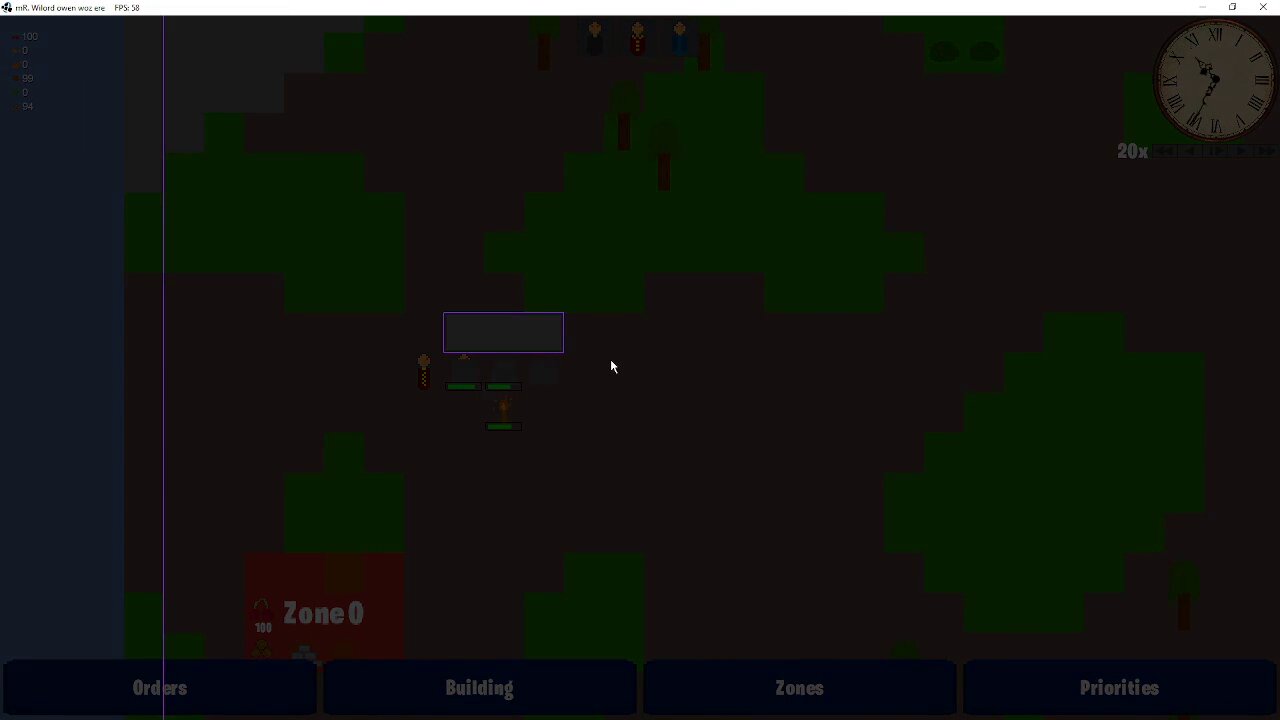 mR. Wilord owen woz ere FPS: 58
100
0
0
99
0
94
XII
20x
Zone 0
100
Orders
Building
Zones
Priorities